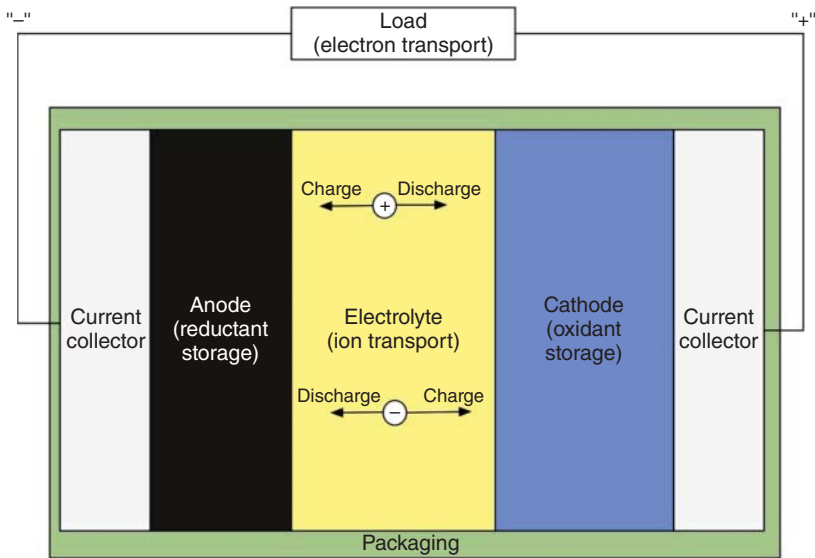 "–"
Load
(electron transport)
"+"
Charge
Discharge
+
Current
collector
Anode
(reductant
storage)
Electrolyte
(ion transport)
Cathode
(oxidant
storage)
Current
collector
Discharge
Charge
–
Packaging